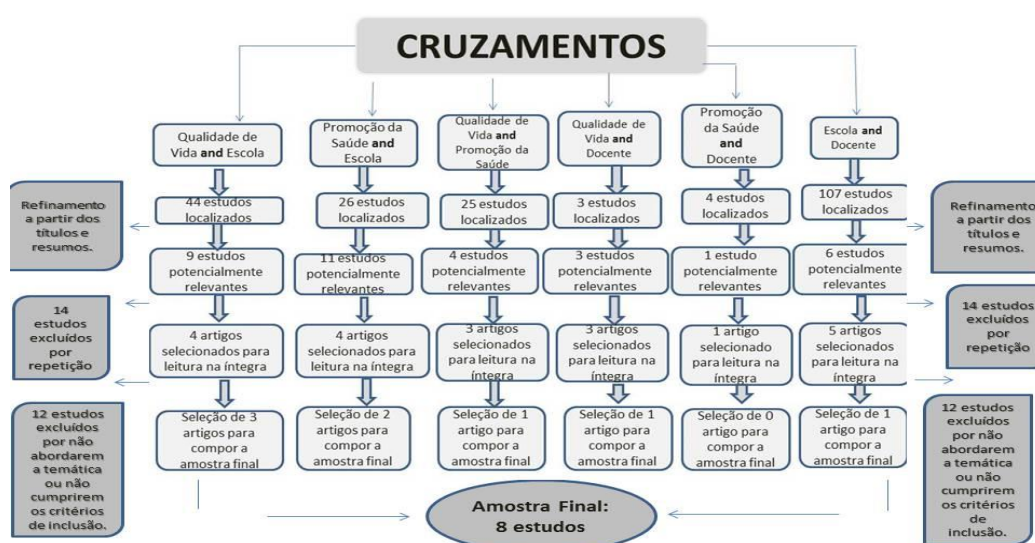 CRUZAMENTOS
Qualidade de
Vida and Escola
Promoção da
Saúde and
Escola
Qualidade de
Vida and
Promoção da
Saúde
Qualidade de
Vida and
Docente
Promoção
da Saúde
and
Docente
Escola and
Docente
Refinamento
a partir dos
títulos e
resumos.
44 estudos
localizados
26 estudos
localizados
25 estudos
localizados
3 estudos
localizados
4 estudos
localizados
107 estudos
localizados
Refinamento
a partir dos
títulos e
resumos.
9 estudos
potencialmente
relevantes
11 estudos
potencialmente
relevantes
4 estudos
potencialmente
relevantes
3 estudos
potencialmente
relevantes
1 estudo
potencialmente
relevantes
6 estudos
potencialmente
relevantes
14
estudos
excluídos
por
repetição
4 artigos
selecionados para
leitura na íntegra
4 artigos
selecionados para
leitura na íntegra
3 artigos
selecionados
para leitura na
íntegra
3 artigos
selecionados
para leitura na
íntegra
1 artigo
selecionado
para leitura na
íntegra
5 artigos
selecionados
para leitura na
íntegra
14 estudos
excluídos
por
repetição
12 estudos
excluídos
por não
abordarem
a temática
ou não
cumprirem
os critérios
de inclusão.
Seleção de 3
artigos para
compor a
amostra final
Seleção de 2
artigos para
compor a
amostra final
Seleção de 1
artigo para
compor a
amostra final
Seleção de 1
artigo para
compor a
amostra final
Seleção de 0
artigo para
compor a
amostra final
Seleção de 1
artigo para
compor a
amostra final
12 estudos
excluídos
por não
abordarem
a temática
ou não
cumprirem
os critérios
de
inclusão.
Amostra Final:
8 estudos